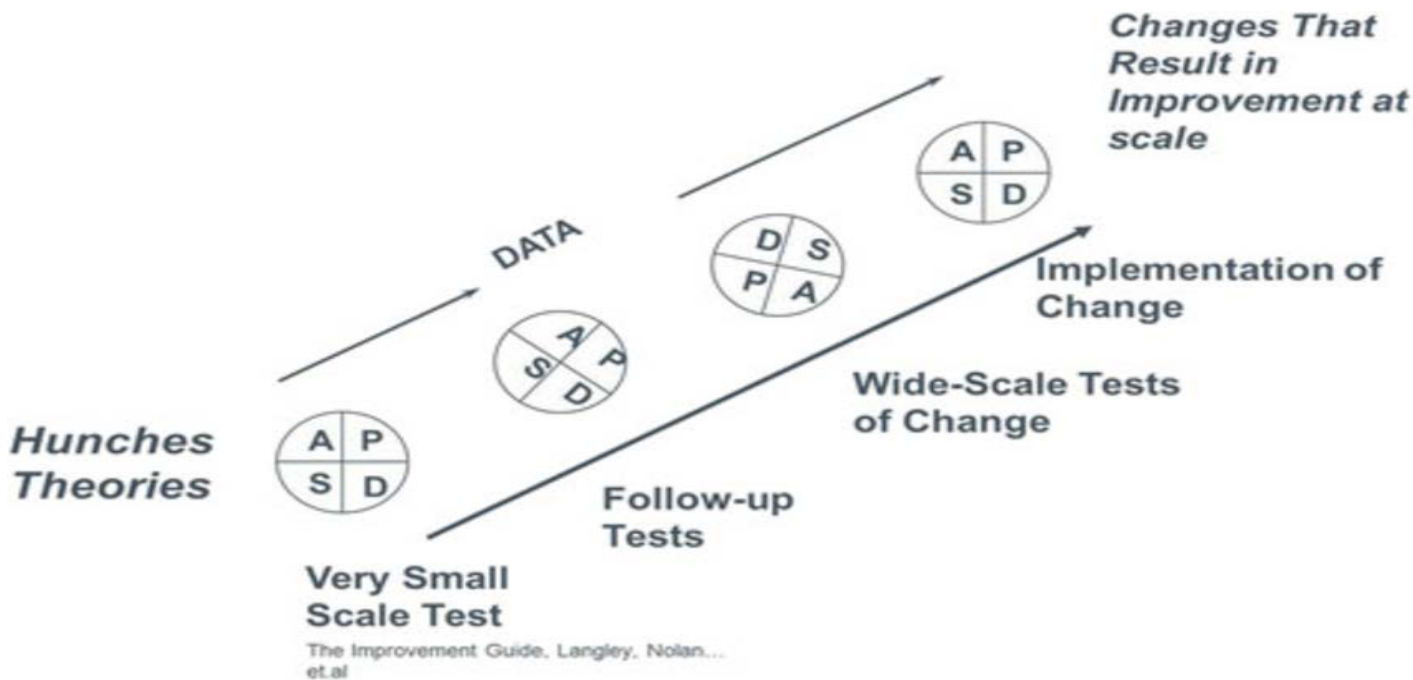 Changes That
Result in
Improvement at
scale
A P
S D
D S
P A
DATA
A P
S D
Hunches
Theories
A P
S D
Implementation of
Change
Wide-Scale Tests
of Change
Follow-up
Tests
Very Small
Scale Test
The Improvement Guide, Langley, Nolan...
et.al